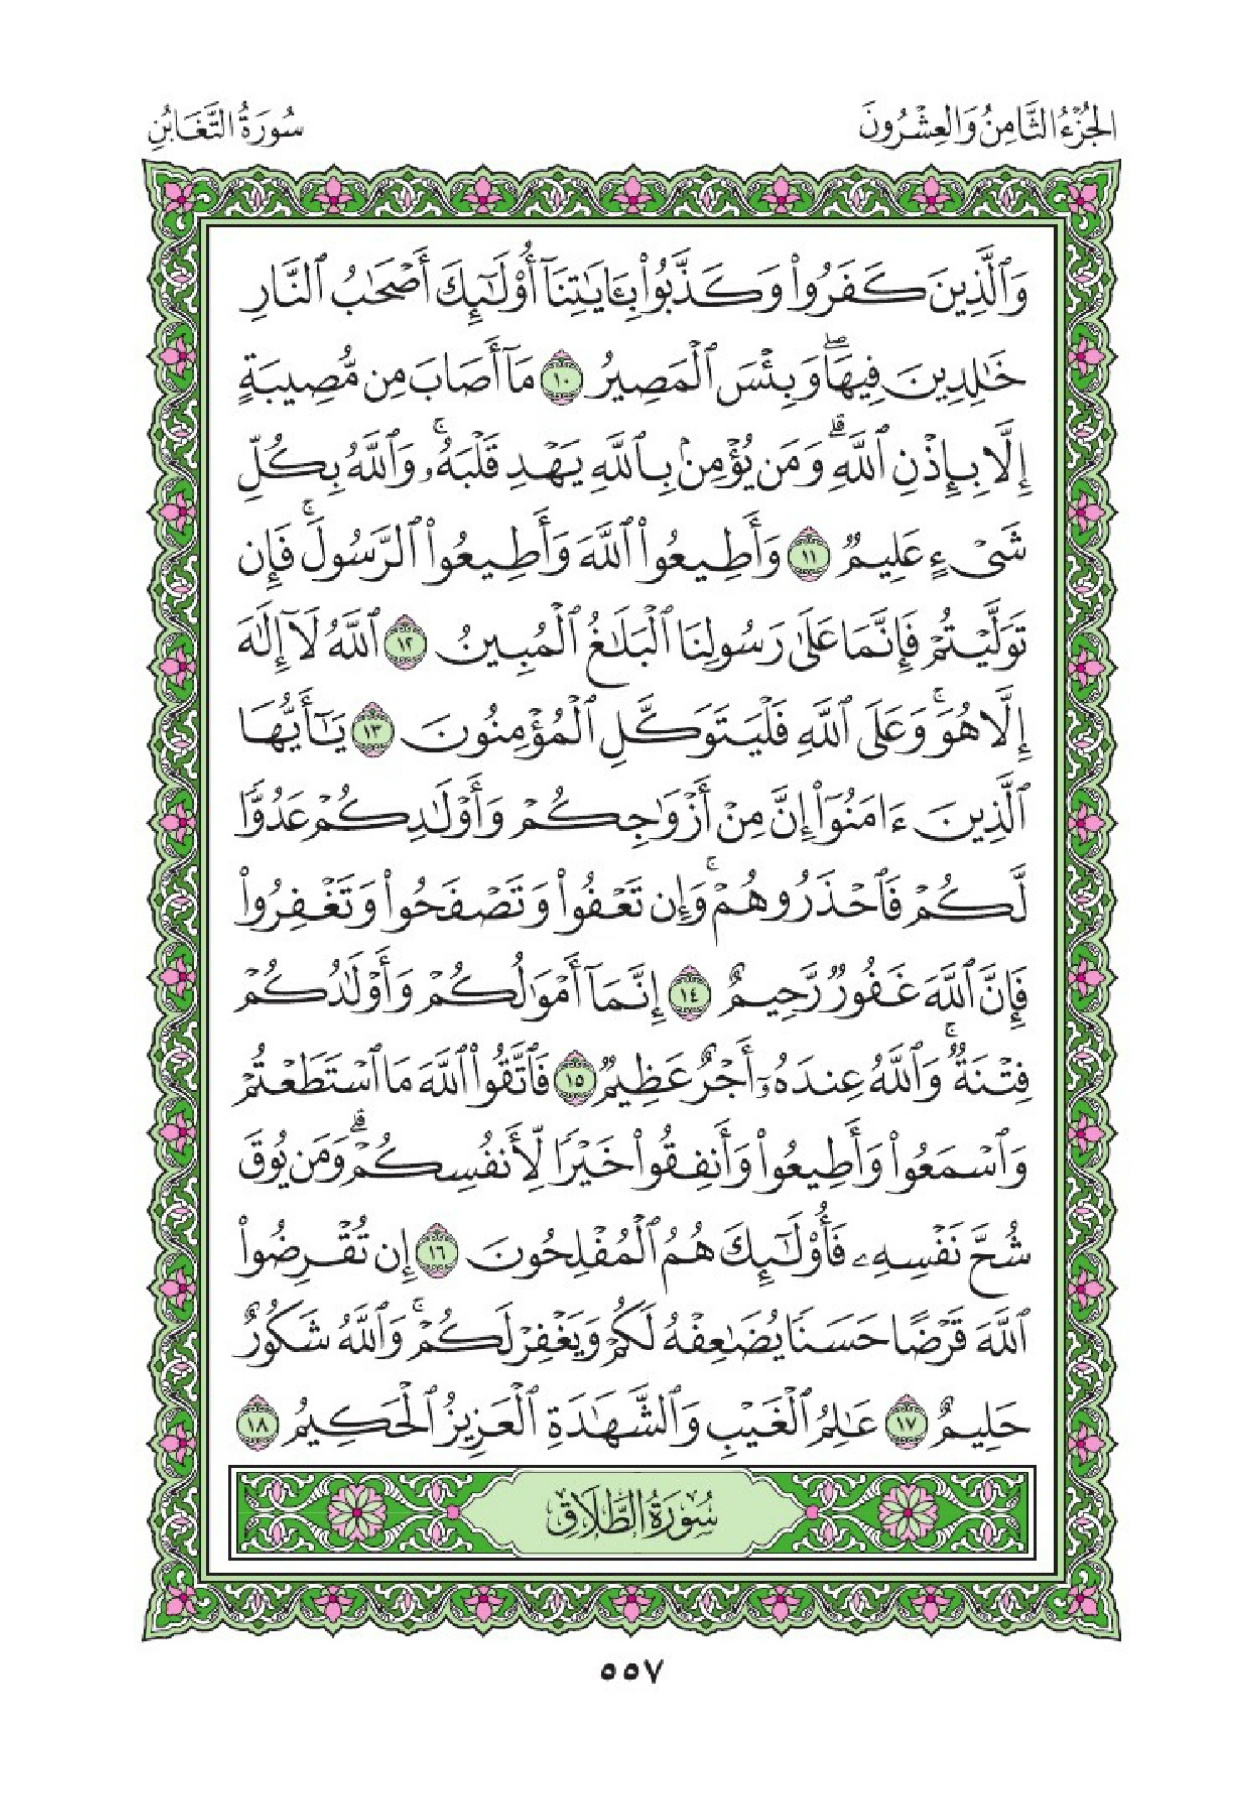 الجُزْءُ الثَّامِنُ وَالعِشْرُونَ
سُورَةُ التَّغَابُنِ
وَٱلَّذِينَ كَفَرُوا۟ وَكَذَّبُوا۟ بِـَٔايَـٰتِنَآ أُو۟لَـٰٓئِكَ أَصْحَـٰبُ ٱلنَّارِ
خَـٰلِدِينَ فِيهَا ۖ وَبِئْسَ ٱلْمَصِيرُ ١٠ مَآ أَصَابَ مِن مُّصِيبَةٍ
إِلَّا بِإِذْنِ ٱللَّهِ ۗ وَمَن يُؤْمِنۢ بِٱللَّهِ يَهْدِ قَلْبَهُۥ ۚ وَٱللَّهُ بِكُلِّ
شَىْءٍ عَلِيمٌ ١١ وَأَطِيعُوا۟ ٱللَّهَ وَأَطِيعُوا۟ ٱلرَّسُولَ ۚ فَإِن
تَوَلَّيْتُمْ فَإِنَّمَا عَلَىٰ رَسُولِنَا ٱلْبَلَـٰغُ ٱلْمُبِينُ ١٢ ٱللَّهُ لَآ إِلَـٰهَ
إِلَّا هُوَ ۚ وَعَلَى ٱللَّهِ فَلْيَتَوَكَّلِ ٱلْمُؤْمِنُونَ ١٣ يَـٰٓأَيُّهَا
ٱلَّذِينَ ءَامَنُوٓا۟ إِنَّ مِنْ أَزْوَٰجِكُمْ وَأَوْلَـٰدِكُمْ عَدُوًّا
لَّكُمْ فَٱحْذَرُوهُمْ ۚ وَإِن تَعْفُوا۟ وَتَصْفَحُوا۟ وَتَغْفِرُوا۟
فَإِنَّ ٱللَّهَ غَفُورٌ رَّحِيمٌ ١٤ إِنَّمَآ أَمْوَٰلُكُمْ وَأَوْلَـٰدُكُمْ
فِتْنَةٌ ۚ وَٱللَّهُ عِندَهُۥٓ أَجْرٌ عَظِيمٌ ١٥ فَٱتَّقُوا۟ ٱللَّهَ مَا ٱسْتَطَعْتُمْ
وَٱسْمَعُوا۟ وَأَطِيعُوا۟ وَأَنفِقُوا۟ خَيْرًا لِّأَنفُسِكُمْ ۗ وَمَن يُوقَ
شُحَّ نَفْسِهِۦ فَأُو۟لَـٰٓئِكَ هُمُ ٱلْمُفْلِحُونَ ١٦ إِن تُقْرِضُوا۟
ٱللَّهَ قَرْضًا حَسَنًا يُضَـٰعِفْهُ لَكُمْ وَيَغْفِرْ لَكُمْ ۚ وَٱللَّهُ شَكُورٌ
حَلِيمٌ ١٧ عَـٰلِمُ ٱلْغَيْبِ وَٱلشَّهَـٰدَةِ ٱلْعَزِيزُ ٱلْحَكِيمُ ١٨
سُورَةُ الطَّلَاقِ
٥٥٧